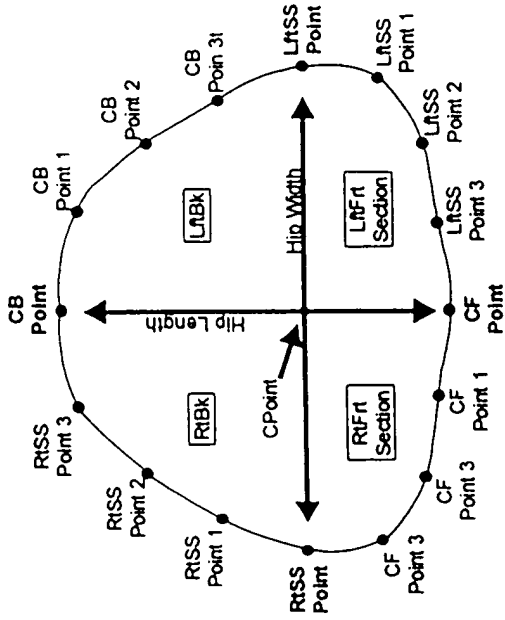 CB
Point
CB
Point 1
CB
Point 2
CB
Poin 3t
LftSS
Point
LftSS
Point 1
LftSS
Point 2
LftSS
Point 3
CF
Point
CF
Point 1
CF
Point 3
CF
Point 3
RtSS
Point
RtSS
Point 1
RtSS
Point 2
RtSS
Point 3
LftBk
RtBk
Hip Length
Hip Width
CPoint
LftFrt
Section
RtFrt
Section